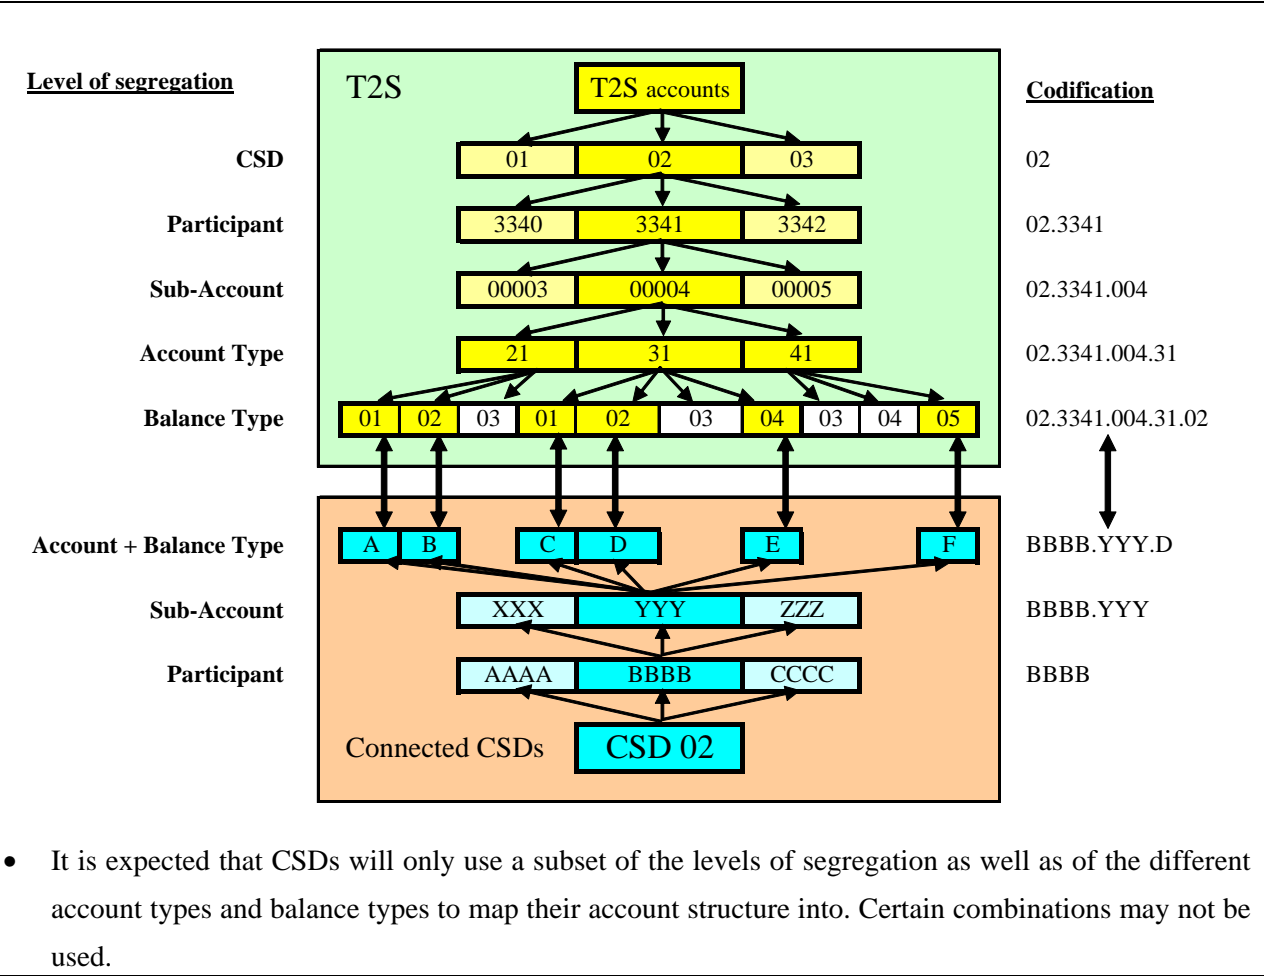 Level of segregation
T2S
T2S accounts
Codification
CSD
01 02 03
02
Participant
3340 3341 3342
02.3341
Sub-Account
00003 00004 00005
02.3341.004
Account Type
21 31 41
02.3341.004.31
Balance Type
01 02 03 01 02 03 04 03 04 05
02.3341.004.31.02
Account + Balance Type
A B C D E F
BBBB.YYY.D
Sub-Account
XXX YYY ZZZ
BBBB.YYY
Participant
AAAA BBBB CCCC
BBBB
Connected CSDs
CSD 02
• It is expected that CSDs will only use a subset of the levels of segregation as well as of the different
account types and balance types to map their account structure into. Certain combinations may not be
used.